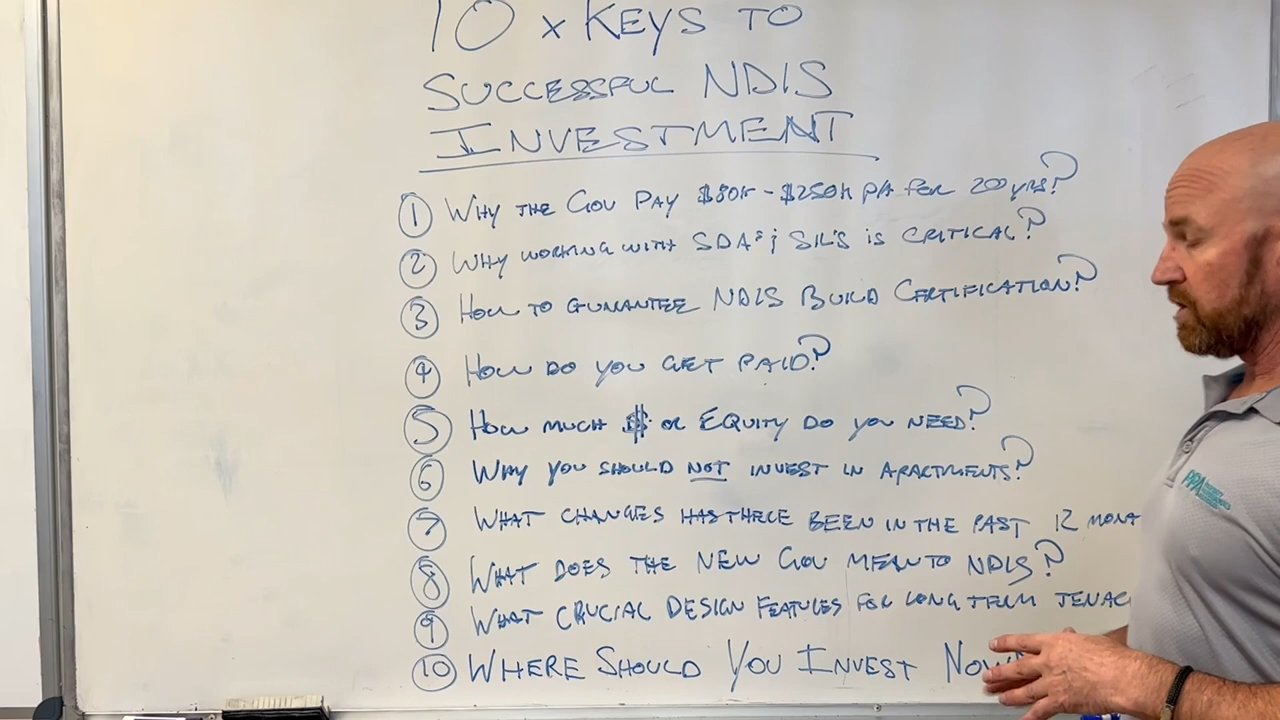 10 x KEYS TO
SUCCESSFUL NDIS
INVESTMENT
1 WHY THE GOV PAY $80K - $250K PA FOR 20 YRS?
2 WHY WORKING WITH SDA'S & SIL'S IS CRITICAL?
3 HOW TO GUARANTEE NDIS BUILD CERTIFICATION?
4 HOW DO YOU GET PAID?
5 HOW MUCH $ OR EQUITY DO YOU NEED?
6 WHY YOU SHOULD NOT INVEST IN APARTMENTS?
7 WHAT CHANGES HAS THERE BEEN IN THE PAST 12 MONT
8 WHAT DOES THE NEW GOV MEAN TO NDIS?
9 WHAT CRUCIAL DESIGN FEATURES FOR LONG TERM TENAC
10 WHERE SHOULD YOU INVEST NOW
PPA